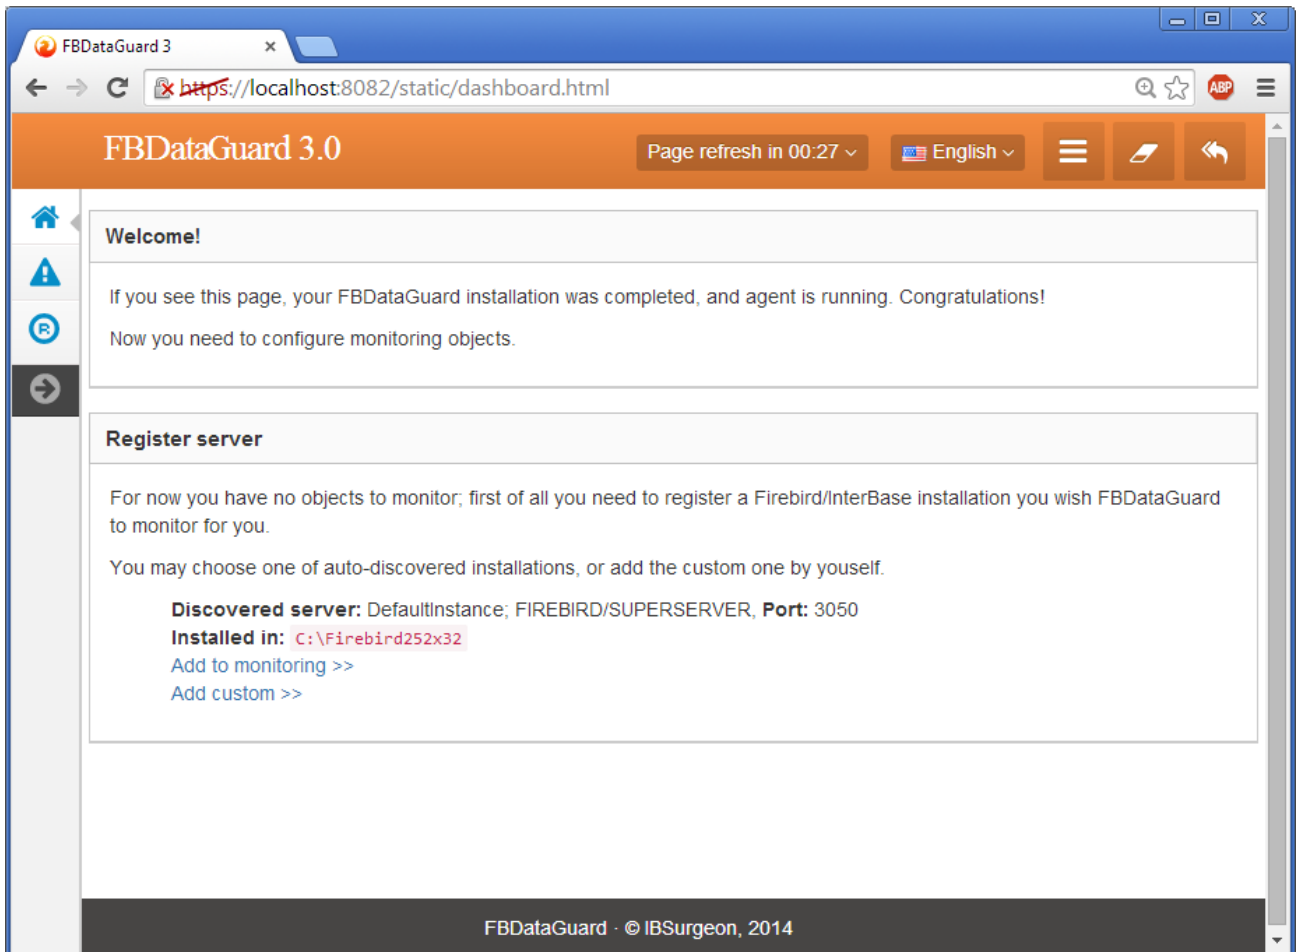 FBDataGuard 3
https://localhost:8082/static/dashboard.html
ABP
FBDataGuard 3.0
Page refresh in 00:27
English
Welcome!
If you see this page, your FBDataGuard installation was completed, and agent is running. Congratulations!
Now you need to configure monitoring objects.
R
Register server
For now you have no objects to monitor; first of all you need to register a Firebird/InterBase installation you wish FBDataGuard
to monitor for you.
You may choose one of auto-discovered installations, or add the custom one by youself.
Discovered server: DefaultInstance; FIREBIRD/SUPERSERVER, Port: 3050
Installed in: C:\Firebird252x32
Add to monitoring >>
Add custom >>
FBDataGuard · © IBSurgeon, 2014